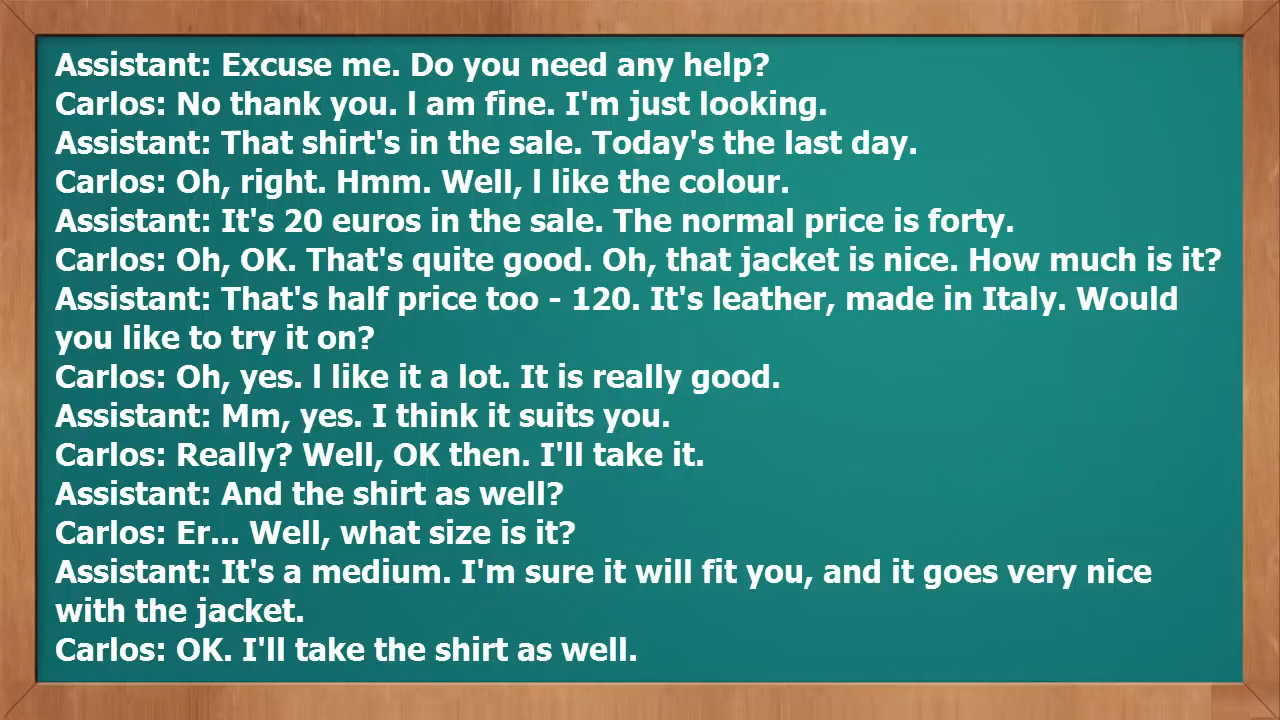 Assistant: Excuse me. Do you need any help?
Carlos: No thank you. l am fine. I'm just looking.
Assistant: That shirt's in the sale. Today's the last day.
Carlos: Oh, right. Hmm. Well, l like the colour.
Assistant: It's 20 euros in the sale. The normal price is forty.
Carlos: Oh, OK. That's quite good. Oh, that jacket is nice. How much is it?
Assistant: That's half price too - 120. It's leather, made in Italy. Would
you like to try it on?
Carlos: Oh, yes. l like it a lot. It is really good.
Assistant: Mm, yes. I think it suits you.
Carlos: Really? Well, OK then. I'll take it.
Assistant: And the shirt as well?
Carlos: Er... Well, what size is it?
Assistant: It's a medium. I'm sure it will fit you, and it goes very nice
with the jacket.
Carlos: OK. I'll take the shirt as well.